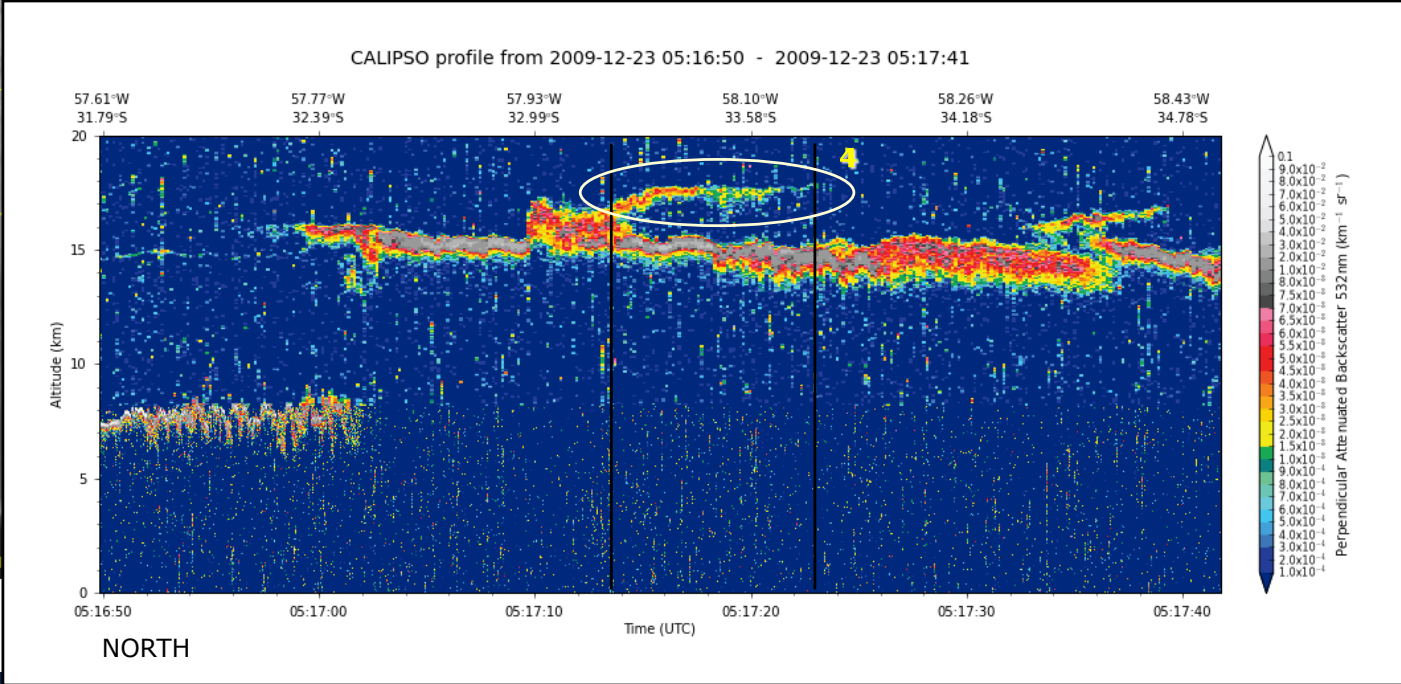 CALIPSO profile from 2009-12-23 05:16:50 - 2009-12-23 05:17:41
57.61°W 57.77°W 57.93°W 58.10°W 58.26°W 58.43°W
31.79°S 32.39°S 32.99°S 33.58°S 34.18°S 34.78°S
4
20
15
10
5
0
Altitude (km)
05:16:50 05:17:00 05:17:10 05:17:20 05:17:30 05:17:40
Time (UTC)
NORTH
0.1
9.0x10⁻²
8.0x10⁻²
7.0x10⁻²
6.0x10⁻²
5.0x10⁻²
4.0x10⁻²
3.0x10⁻²
2.0x10⁻²
1.0x10⁻²
8.0x10⁻³
7.5x10⁻³
7.0x10⁻³
6.5x10⁻³
6.0x10⁻³
5.5x10⁻³
5.0x10⁻³
4.5x10⁻³
4.0x10⁻³
3.5x10⁻³
3.0x10⁻³
2.5x10⁻³
2.0x10⁻³
1.5x10⁻³
1.0x10⁻³
9.0x10⁻⁴
8.0x10⁻⁴
7.0x10⁻⁴
6.0x10⁻⁴
5.0x10⁻⁴
4.0x10⁻⁴
3.0x10⁻⁴
2.0x10⁻⁴
1.0x10⁻⁴
Perpendicular Attenuated Backscatter 532nm (km⁻¹ sr⁻¹)